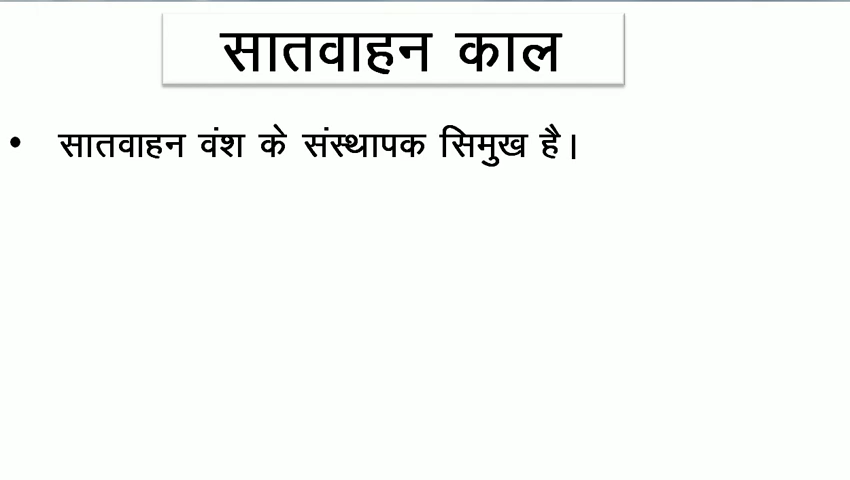 सातवाहन काल
• सातवाहन वंश के संस्थापक सिमुख है।